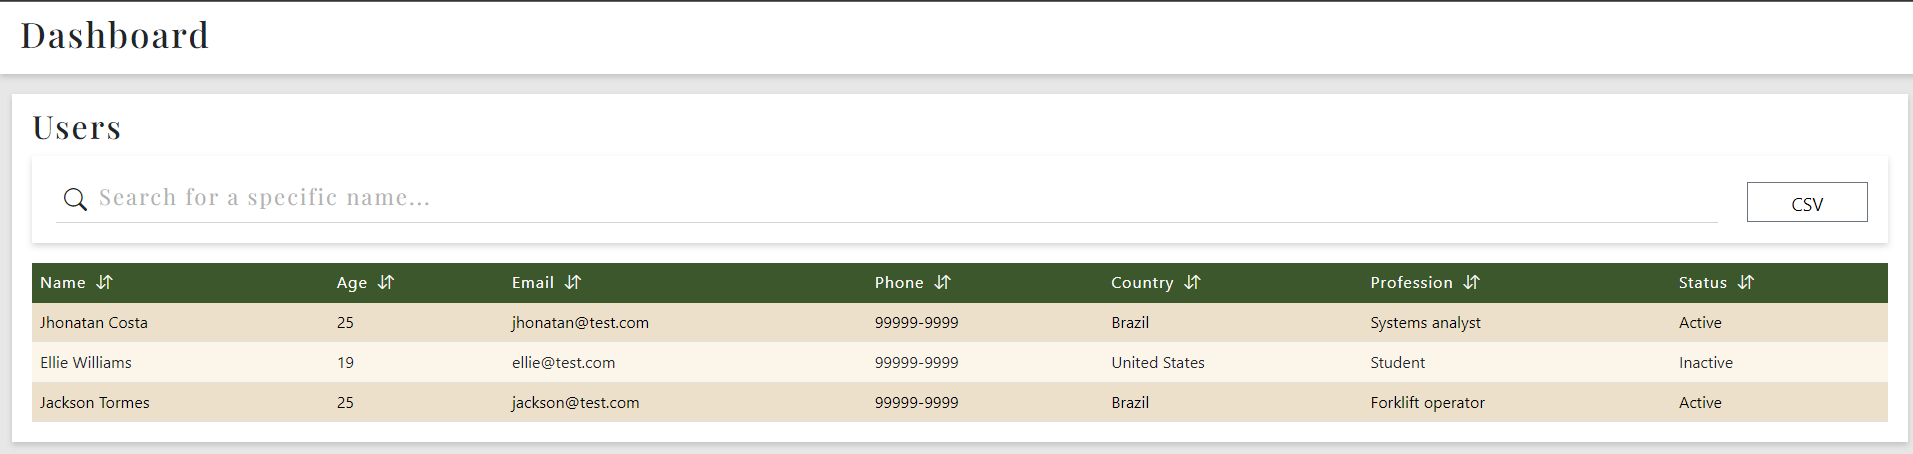 Dashboard
Users
Search for a specific name...
CSV
Name Age Email Phone Country Profession Status
Jhonatan Costa 25 jhonatan@test.com 99999-9999 Brazil Systems analyst Active
Ellie Williams 19 ellie@test.com 99999-9999 United States Student Inactive
Jackson Tormes 25 jackson@test.com 99999-9999 Brazil Forklift operator Active